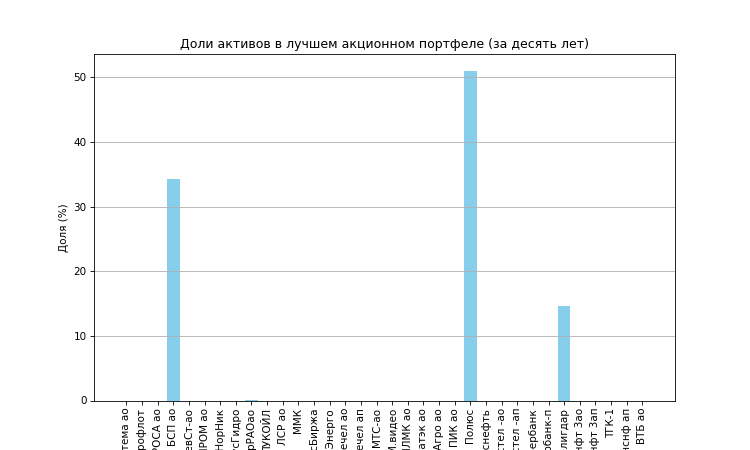 Доли активов в лучшем акционном портфеле (за десять лет)
Доля (%)
50
40
30
20
10
0
тема ао
рофлот
РОСА ао
БСП ао
евСт-ао
ПРОМ ао
НорНик
сГидро
рРАОао
ЛУКОЙЛ
ЛСР ао
ММК
сБиржа
Энерго
ечел ао
ечел ап
МТС-ао
М.видео
ЛМК ао
атэк ао
Агро ао
ПИК ао
Полюс
снефть
стел -ао
стел -ап
ербанк
рбанк-п
лигдар
нфт 3ао
нфт 3ап
ТГК-1
нснф ап
ВТБ ао